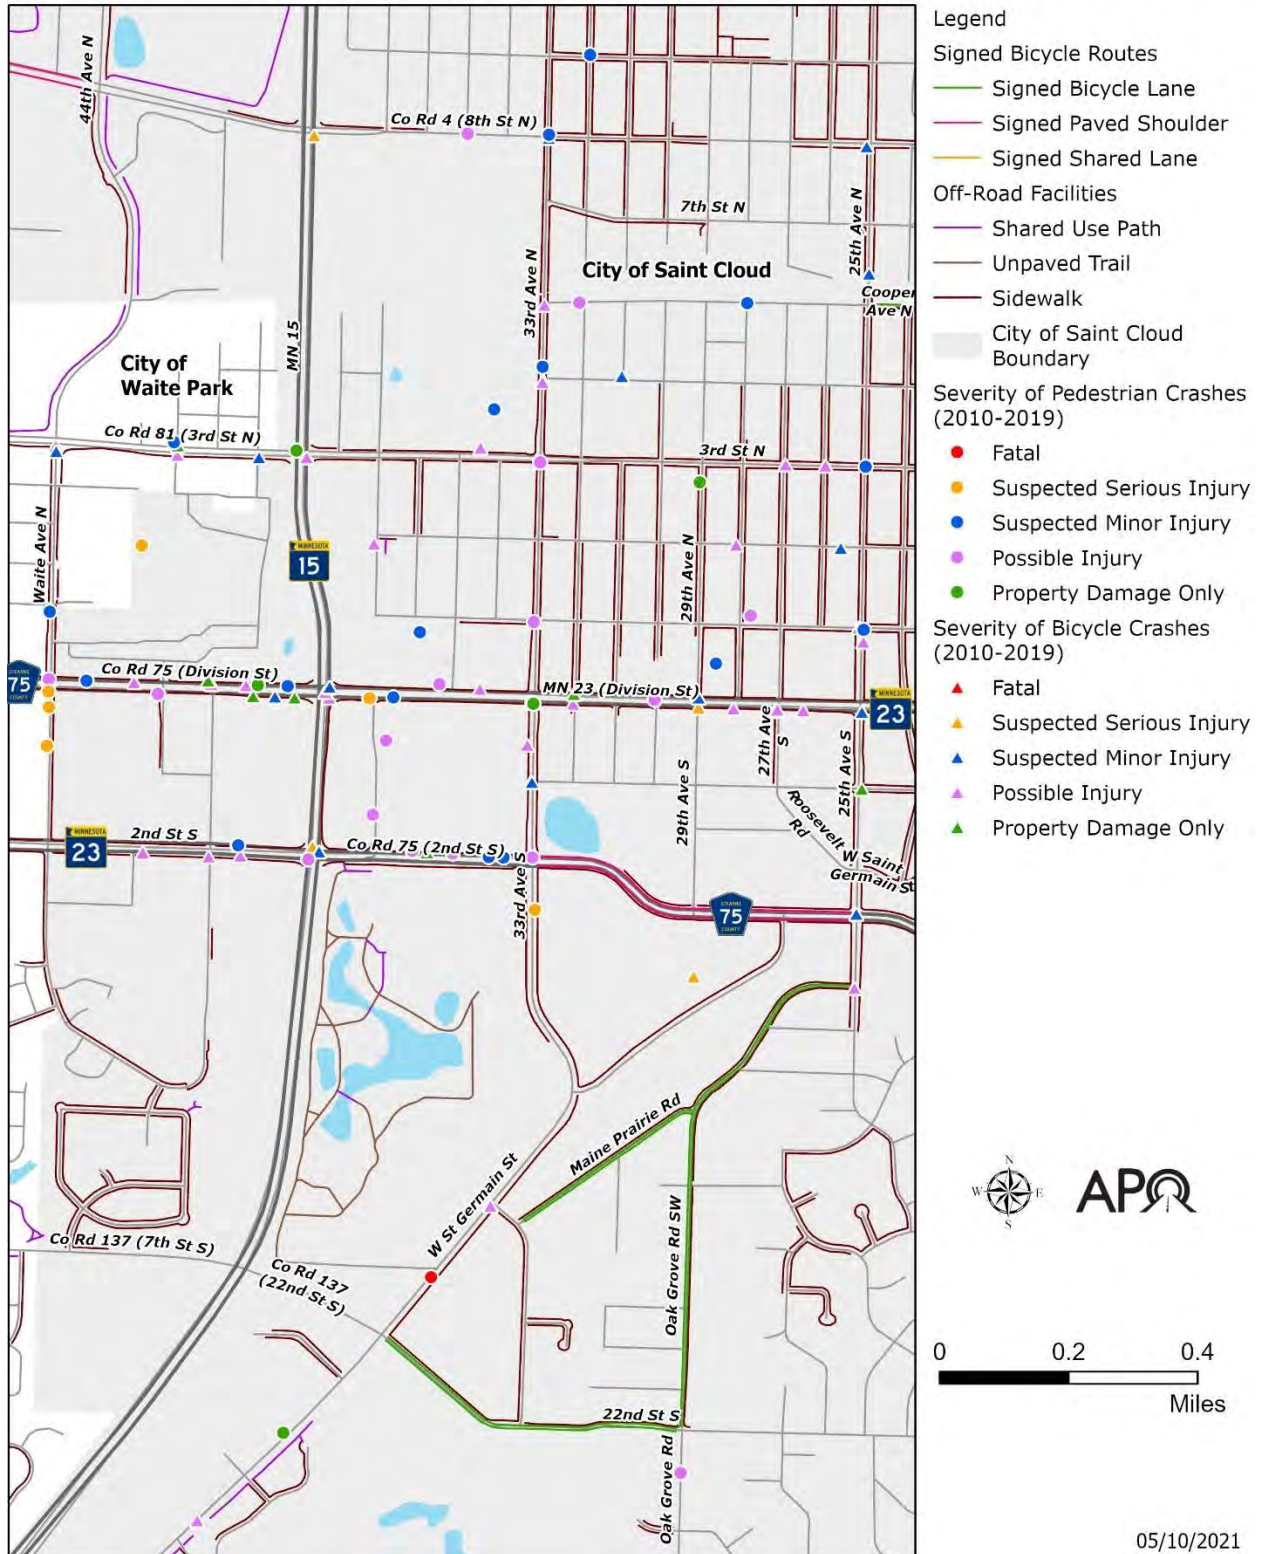 Legend
Signed Bicycle Routes
Signed Bicycle Lane
Signed Paved Shoulder
Signed Shared Lane
Off-Road Facilities
Shared Use Path
Unpaved Trail
Sidewalk
City of Saint Cloud
Boundary
Severity of Pedestrian Crashes
(2010-2019)
Fatal
Suspected Serious Injury
Suspected Minor Injury
Possible Injury
Property Damage Only
Severity of Bicycle Crashes
(2010-2019)
Fatal
Suspected Serious Injury
Suspected Minor Injury
Possible Injury
Property Damage Only
44th Ave N
Co Rd 4 (8th St N)
7th St N
25th Ave N
City of Saint Cloud
33rd Ave N
Cooper
Ave N
MN 15
City of
Waite Park
Co Rd 81 (3rd St N)
3rd St N
Waite Ave N
MINNESOTA
15
29th Ave N
75
Co Rd 75 (Division St)
MN 23 (Division St)
MINNESOTA
23
27th Ave
S
25th Ave S
29th Ave S
Roosevelt
Rd
MINNESOTA
23
2nd St S
Co Rd 75 (2nd St S)
W Saint
Germain St
33rd Ave S
75
COUNTY
Maine Prairie Rd
W St Germain St
Co Rd 137 (7th St S)
Co Rd 137
(22nd St S)
Oak Grove Rd SW
22nd St S
Oak Grove Rd
N
W
E
S
APO
0
0.2
0.4
Miles
05/10/2021